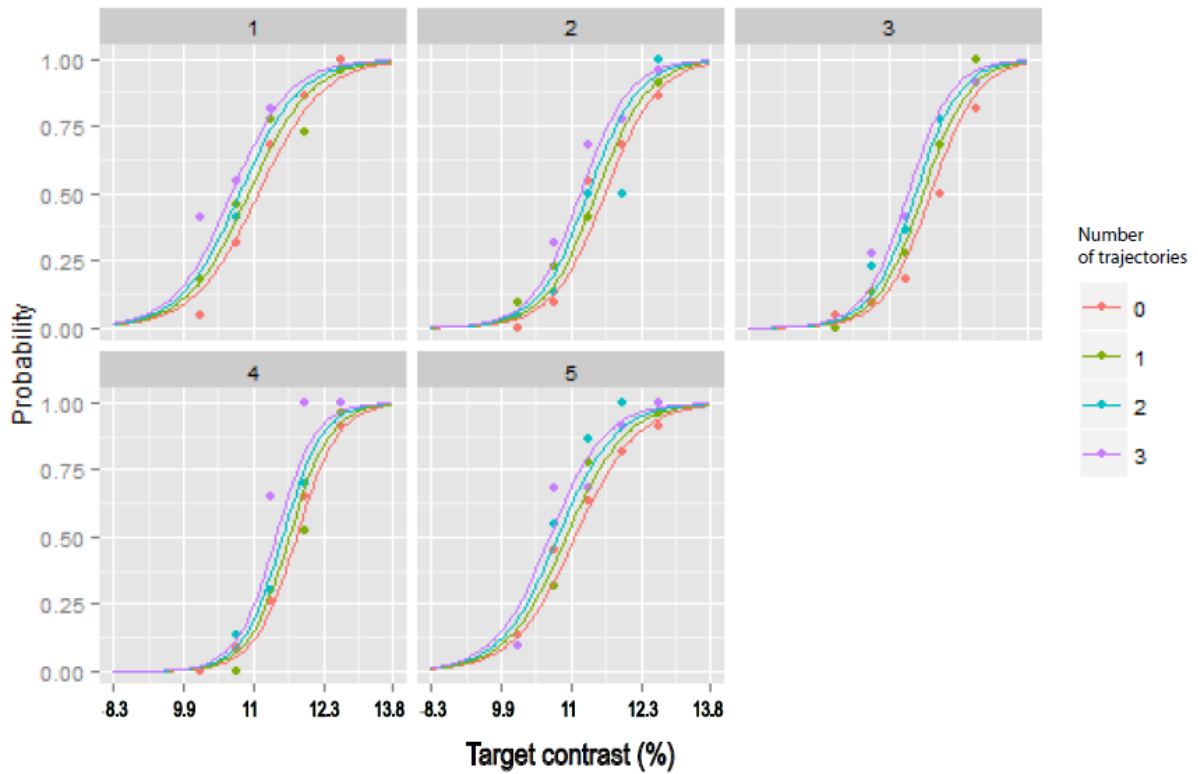 1 2 3
1.00
0.75
0.50
0.25
0.00
Probability
4 5
1.00
0.75
0.50
0.25
0.00
8.3 9.9 11 12.3 13.8 8.3 9.9 11 12.3 13.8
Target contrast (%)
Number
of trajectories
0
1
2
3